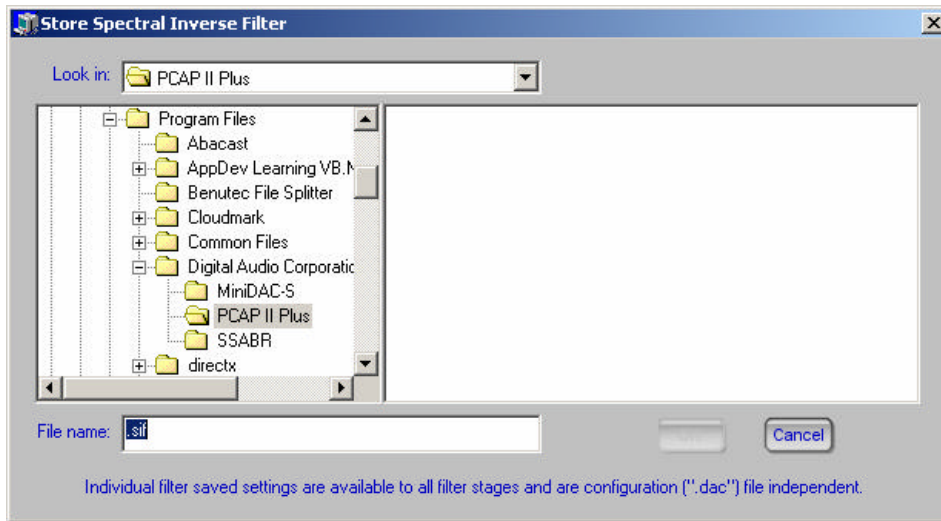 Store Spectral Inverse Filter
Look in:
PCAP II Plus
Program Files
Abacast
AppDev Learning VB.N
Benutec File Splitter
Cloudmark
Common Files
Digital Audio Corporatic
MiniDAC-S
PCAP II Plus
SSABR
directx
File name:
.sif
Cancel
Individual filter saved settings are available to all filter stages and are configuration (".dac") file independent.